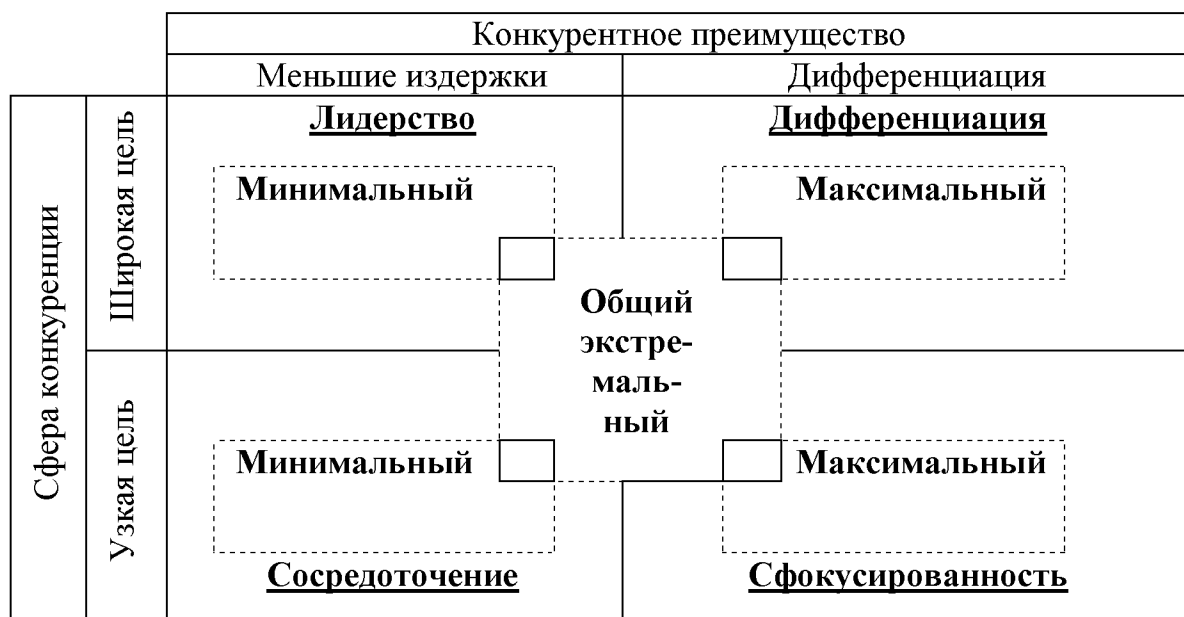 Конкурентное преимущество
Меньшие издержки
Дифференциация
Сфера конкуренции
Широкая цель
Лидерство
Дифференциация
Минимальный
Максимальный
Общий
экстре-
маль-
ный
Узкая цель
Минимальный
Максимальный
Сосредоточение
Сфокусированность